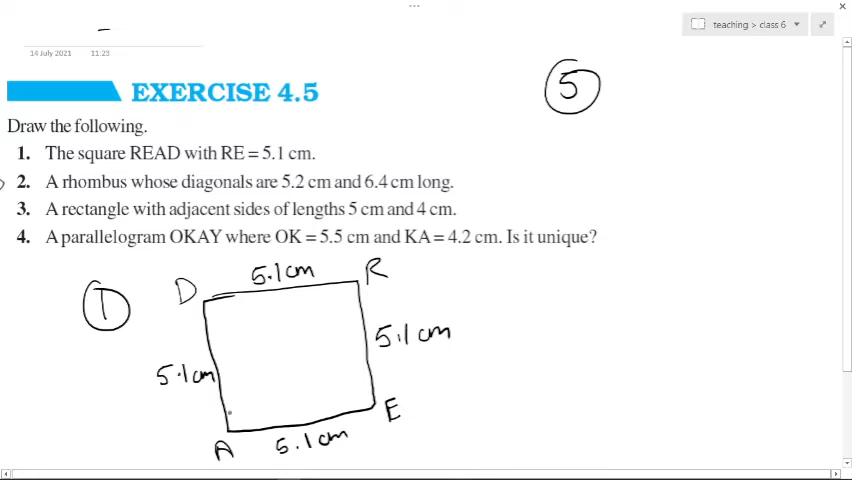 teaching > class 6
14 July 2021 11:23
EXERCISE 4.5
5
Draw the following.
1. The square READ with RE = 5.1 cm.
2. A rhombus whose diagonals are 5.2 cm and 6.4 cm long.
3. A rectangle with adjacent sides of lengths 5 cm and 4 cm.
4. A parallelogram OKAY where OK = 5.5 cm and KA = 4.2 cm. Is it unique?
1
5.1 cm
D R
5.1 cm
5.1 cm
A 5.1 cm E